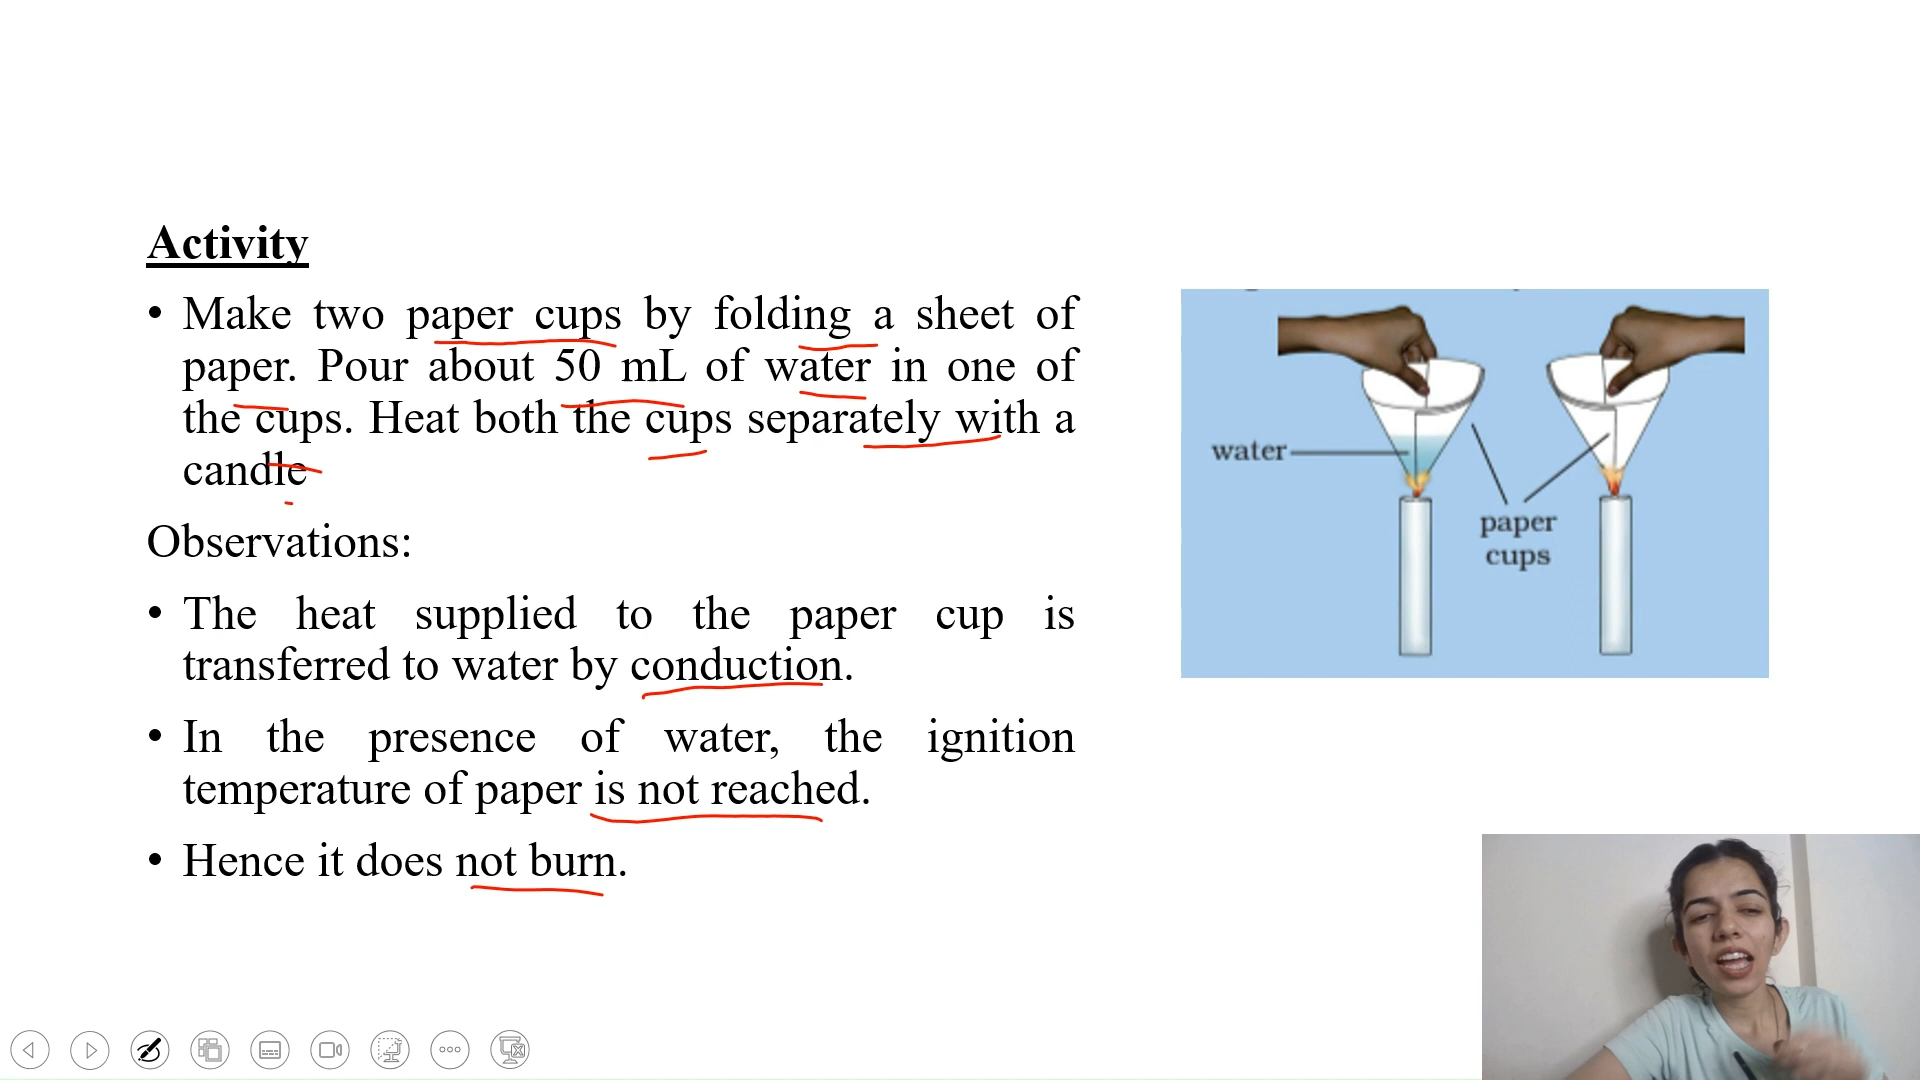 Activity
• Make two paper cups by folding a sheet of
paper. Pour about 50 mL of water in one of
the cups. Heat both the cups separately with a
candle
Observations:
• The heat supplied to the paper cup is
transferred to water by conduction.
• In the presence of water, the ignition
temperature of paper is not reached.
• Hence it does not burn.
water
paper
cups